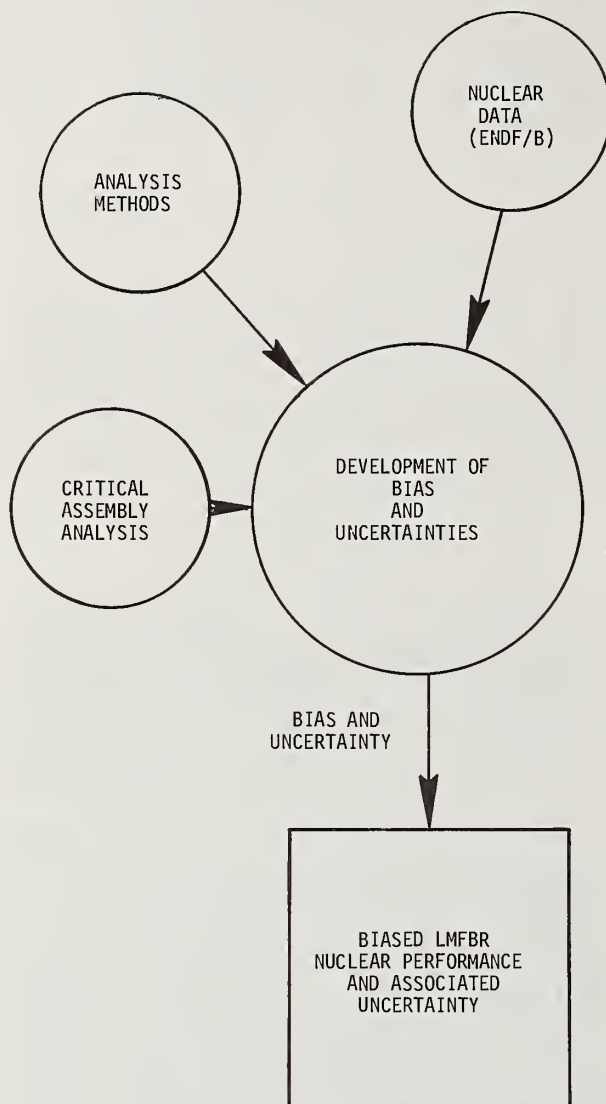 NUCLEAR
DATA
(ENDF/B)
ANALYSIS
METHODS
CRITICAL
ASSEMBLY
ANALYSIS
DEVELOPMENT OF
BIAS
AND
UNCERTAINTIES
BIAS AND
UNCERTAINTY
BIASED LMFBR
NUCLEAR PERFORMANCE
AND ASSOCIATED
UNCERTAINTY